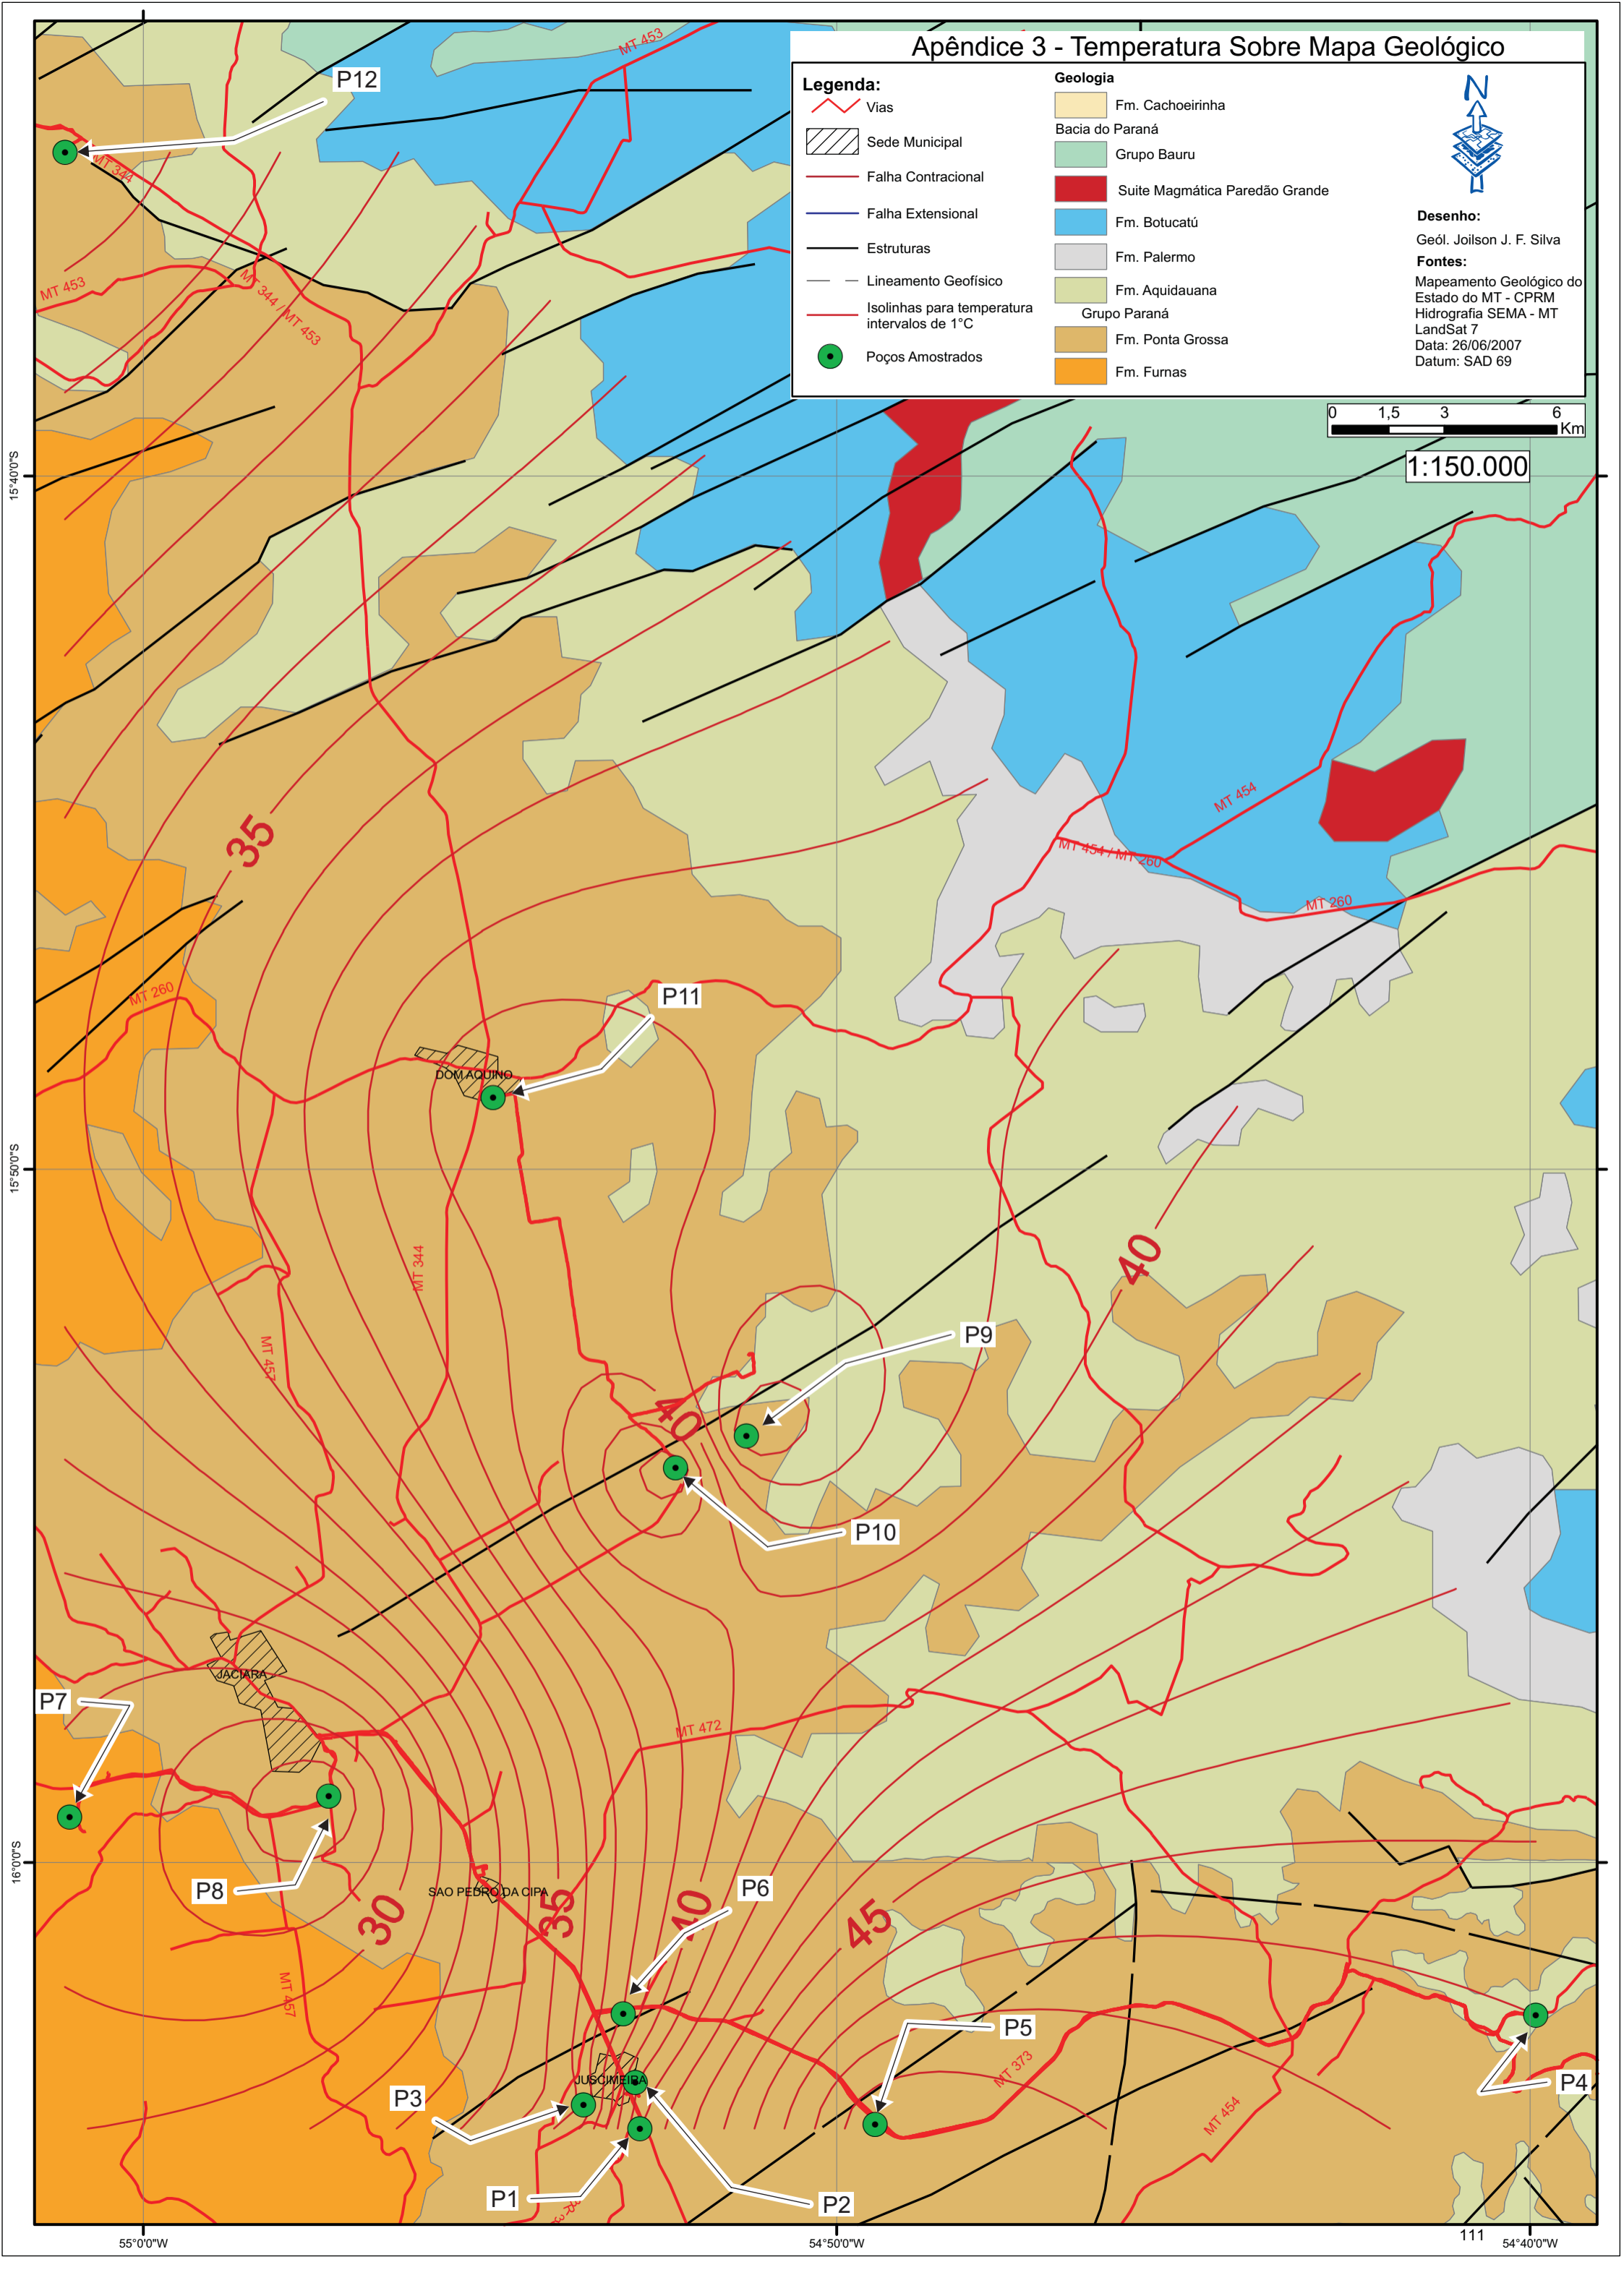 Apêndice 3 - Temperatura Sobre Mapa Geológico
Legenda:
Vias
Sede Municipal
Falha Contracional
Falha Extensional
Estruturas
Lineamento Geofísico
Isolinhas para temperatura
intervalos de 1°C
Poços Amostrados
Geologia
Fm. Cachoeirinha
Bacia do Paraná
Grupo Bauru
Suite Magmática Paredão Grande
Fm. Botucatú
Fm. Palermo
Fm. Aquidauana
Grupo Paraná
Fm. Ponta Grossa
Fm. Furnas
N
Desenho:
Geól. Joilson J. F. Silva
Fontes:
Mapeamento Geológico do
Estado do MT - CPRM
Hidrografia SEMA - MT
LandSat 7
Data: 26/06/2007
Datum: SAD 69
0 1,5 3 6
Km
1:150.000
MT 453
P12
MT 344
MT 453
MT 344 / MT 453
15°40'0"S
35
MT 454
MT 454 / MT 260
MT 260
MT 260
P11
DOM AQUINO
15°50'0"S
MT 344
40
MT 457
P9
40
P10
JACIARA
P7
MT 472
16°0'0"S
P8
SAO PEDRO DA CIPA
P6
30
35
40
45
MT 457
P5
MT 373
P4
JUSCIMEIRA
P3
MT 454
P1
P2
111
55°0'0"W
54°50'0"W
54°40'0"W